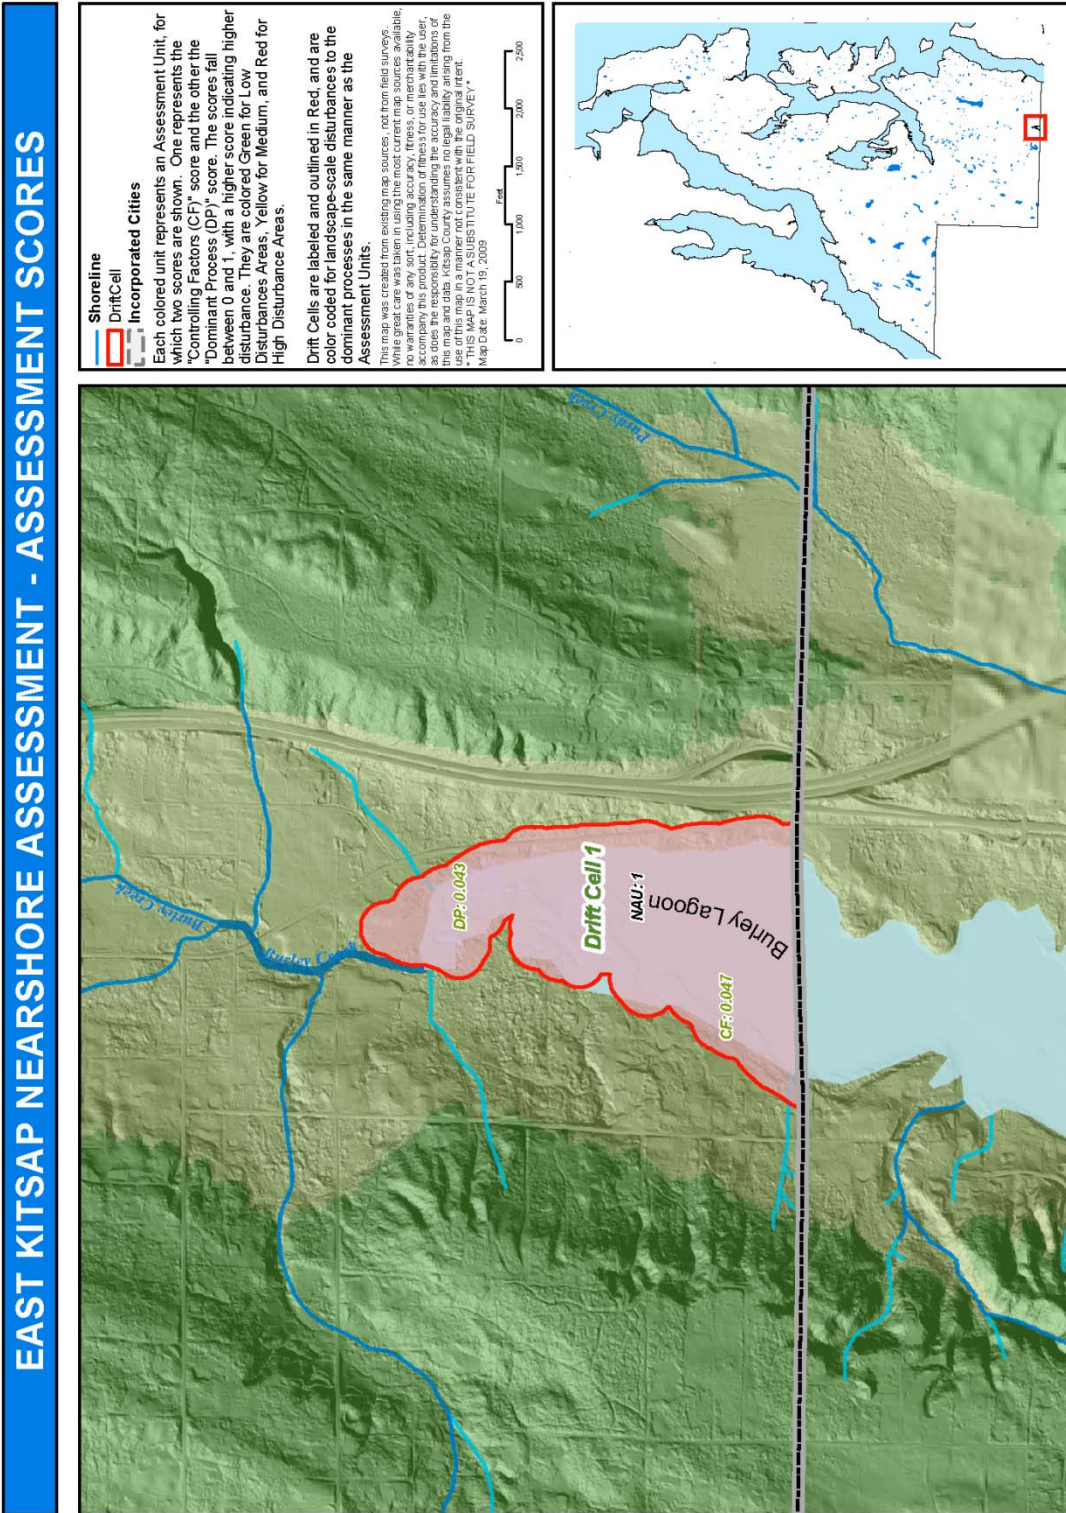 EAST KITSAP NEARSHORE ASSESSMENT - ASSESSMENT SCORES
Shoreline
DriftCell
Incorporated Cities
Each colored unit represents an Assessment Unit, for
which two scores are shown. One represents the
"Controlling Factors (CF)" score and the other the
"Dominant Process (DP)" score. The scores fall
between 0 and 1, with a higher score indicating higher
disturbance. They are colored Green for Low
Disturbances Areas, Yellow for Medium, and Red for
High Disturbance Areas.
Drift Cells are labeled and outlined in Red, and are
color coded for landscape-scale disturbances to the
dominant processes in the same manner as the
Assessment Units.
This map was created from existing map sources, not from field surveys.
While great care was taken in using the most current map sources available,
no warranties of any sort, including accuracy, fitness, or merchantability
accompany this product. Determination of fitness for use lies with the user,
as does the responsibility for understanding the accuracy and limitations of
this map and data. Kitsap County assumes no legal liability arising from the
use of this map in a manner not consistent with the original intent.
* THIS MAP IS NOT A SUBSTITUTE FOR FIELD SURVEY *
Map Date: March 19, 2009
Feet
0 500 1,000 1,500 2,000 2,500
Purdy Creek
Burley Creek
Burley Creek
DP: 0.043
Drift Cell 1
NAU: 1
Burley Lagoon
CF: 0.047